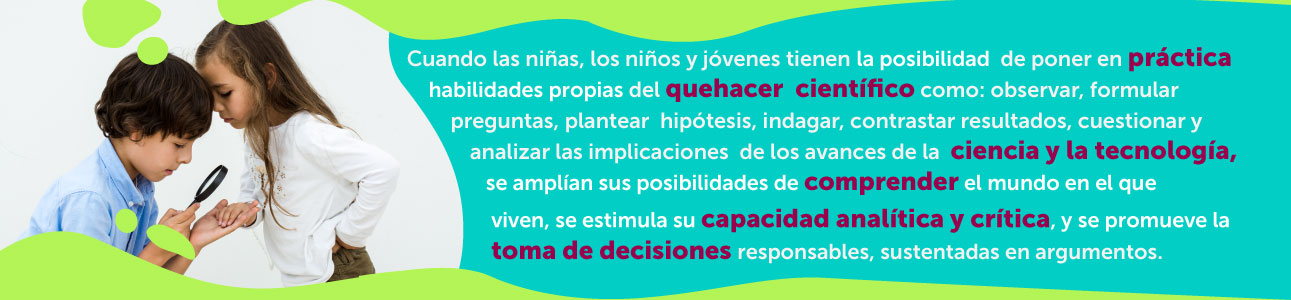 Cuando las niñas, los niños y jóvenes tienen la posibilidad de poner en práctica
habilidades propias del quehacer científico como: observar, formular
preguntas, plantear hipótesis, indagar, contrastar resultados, cuestionar y
analizar las implicaciones de los avances de la ciencia y la tecnología,
se amplían sus posibilidades de comprender el mundo en el que
viven, se estimula su capacidad analítica y crítica, y se promueve la
toma de decisiones responsables, sustentadas en argumentos.